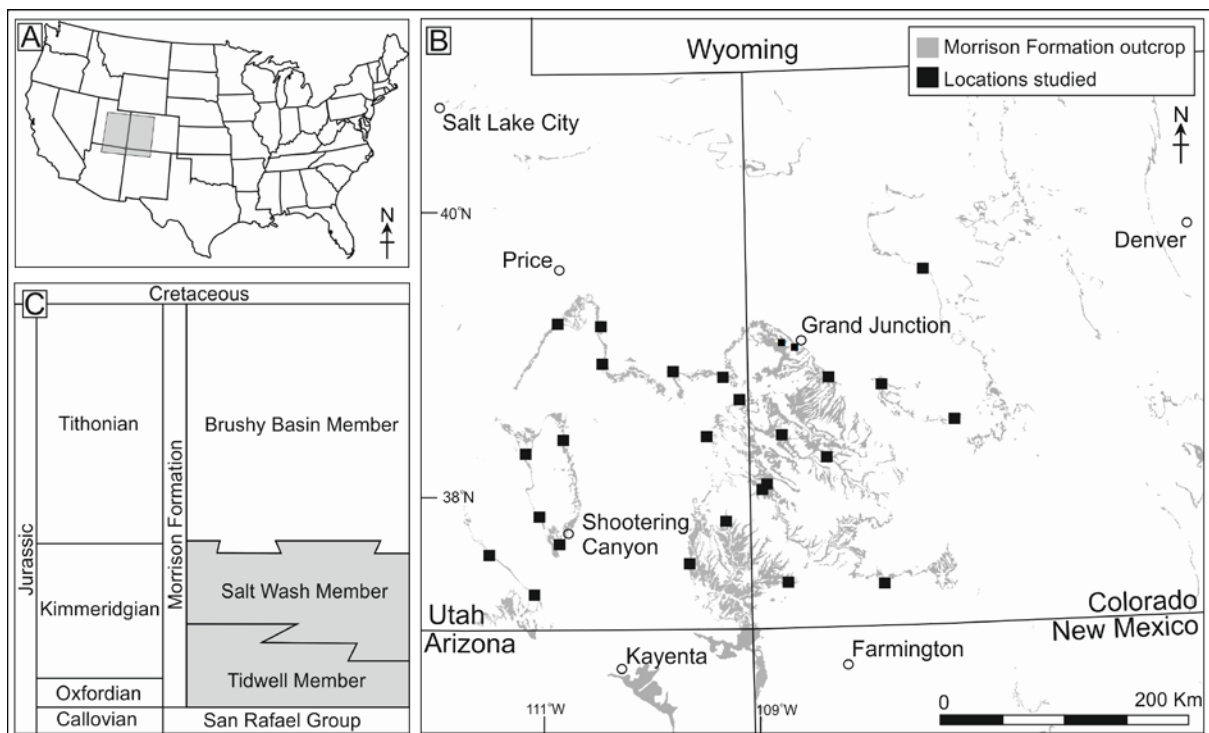 A
N
B
Wyoming
Morrison Formation outcrop
Locations studied
N
Salt Lake City
40°N
Denver
Price
Grand Junction
38°N
Shootering
Canyon
Utah
Colorado
Arizona
New Mexico
Kayenta
Farmington
111°W
109°W
0
200 Km
C
Cretaceous
Jurassic
Tithonian
Morrison Formation
Brushy Basin Member
Kimmeridgian
Salt Wash Member
Tidwell Member
Oxfordian
Callovian
San Rafael Group